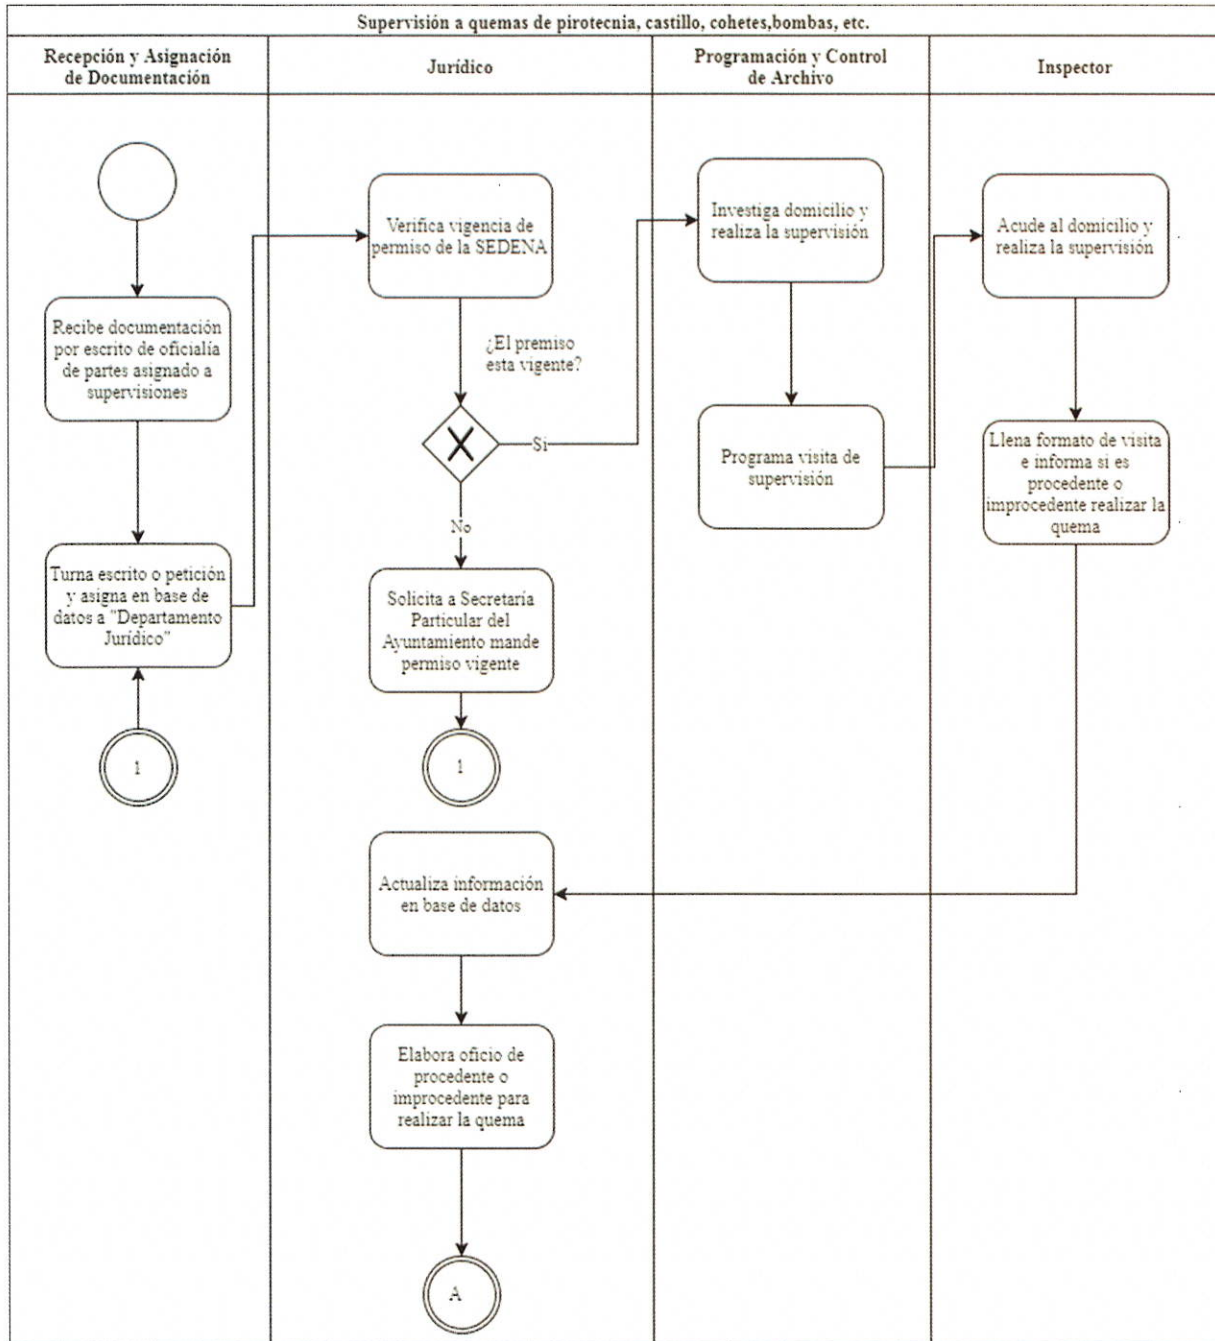 Supervisión a quemas de pirotecnia, castillo, cohetes,bombas, etc.
Recepción y Asignación
de Documentación
Jurídico
Programación y Control
de Archivo
Inspector
Verifica vigencia de
permiso de la SEDENA
Investiga domicilio y
realiza la supervisión
Acude al domicilio y
realiza la supervisión
Recibe documentación
por escrito de oficialía
de partes asignado a
supervisiones
¿El premiso
esta vigente?
Si
No
Programa visita de
supervisión
Llena formato de visita
e informa si es
procedente o
improcedente realizar la
quema
Turna escrito o petición
y asigna en base de
datos a "Departamento
Jurídico"
Solicita a Secretaría
Particular del
Ayuntamiento mande
permiso vigente
1
1
Actualiza información
en base de datos
Elabora oficio de
procedente o
improcedente para
realizar la quema
A